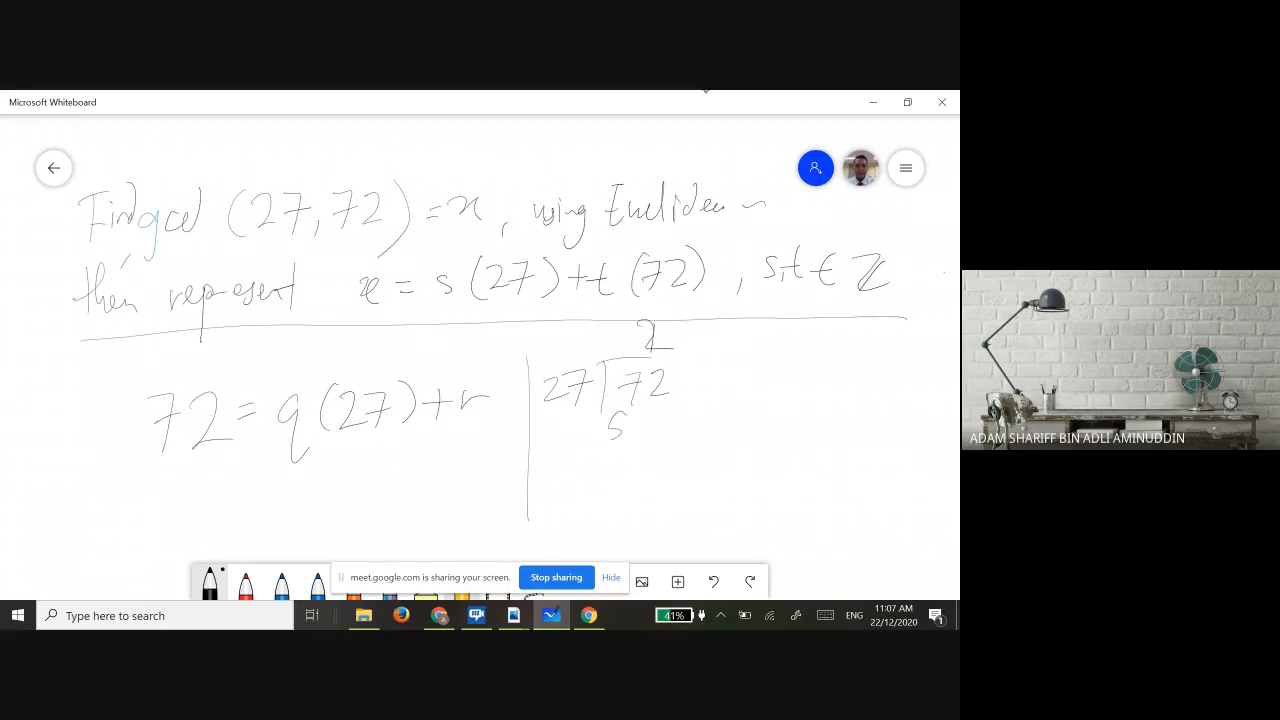 Microsoft Whiteboard
Find gcd (27,72) = x, using Euclidean
then represent x = s(27)+t(72), s,t ∈ ℤ
72 = q(27)+r
2
27 72
5
ADAM SHARIFF BIN ADLI AMINUDDIN
meet.google.com is sharing your screen. Stop sharing Hide
Type here to search
41% ENG 11:07 AM
22/12/2020
1